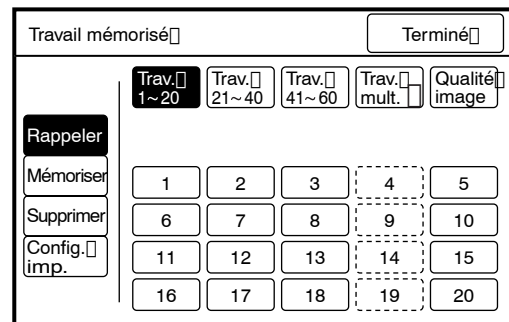 Travail mémorisé
Terminé
Trav. 1~20
Trav. 21~40
Trav. 41~60
Trav. mult.
Qualité image
Rappeler
Mémoriser
Supprimer
Config. imp.
1 2 3 4 5
6 7 8 9 10
11 12 13 14 15
16 17 18 19 20